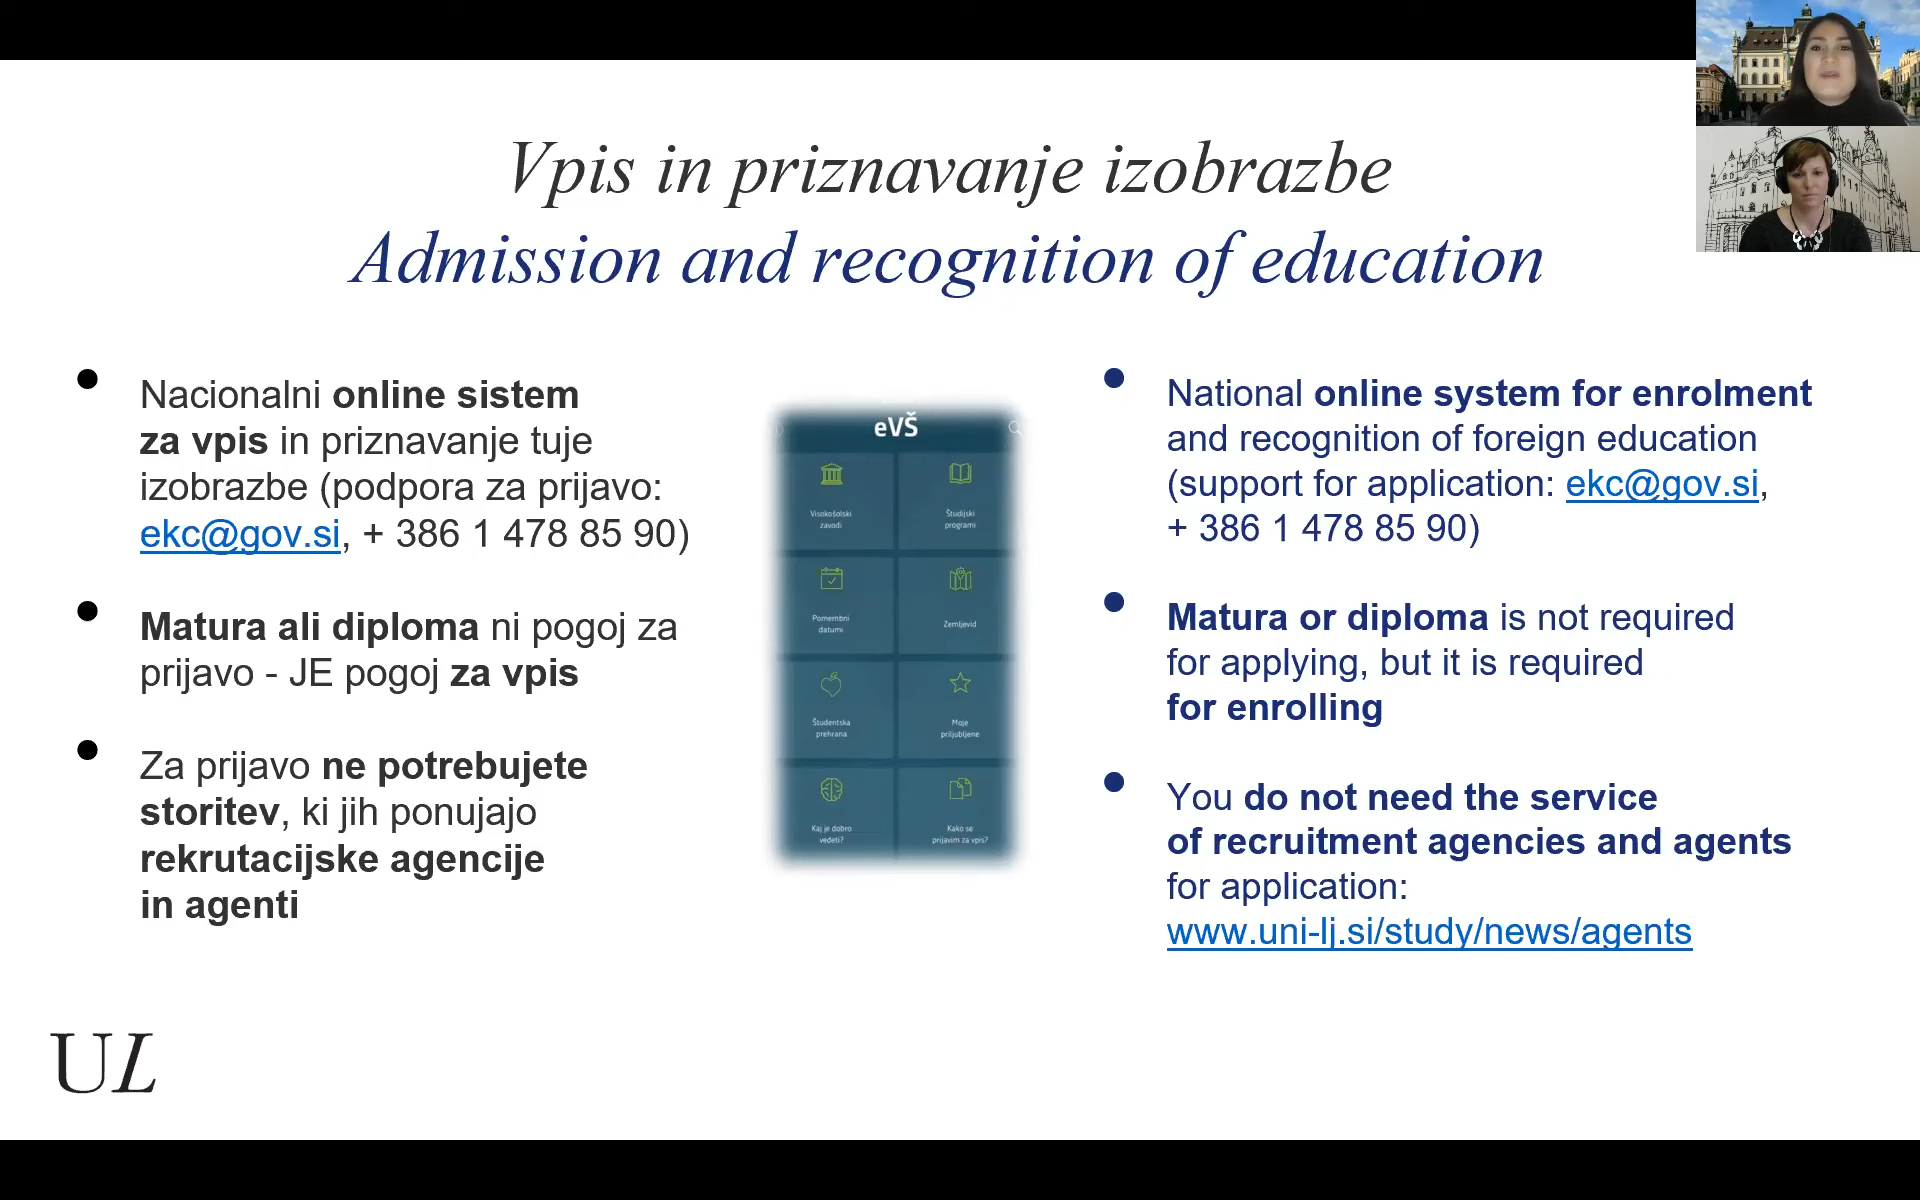 Vpis in priznavanje izobrazbe
Admission and recognition of education
Nacionalni online sistem
za vpis in priznavanje tuje
izobrazbe (podpora za prijavo:
ekc@gov.si, + 386 1 478 85 90)
Matura ali diploma ni pogoj za
prijavo - JE pogoj za vpis
Za prijavo ne potrebujete
storitev, ki jih ponujajo
rekrutacijske agencije
in agenti
eVŠ
Visokošolski
zavodi
Študijski
programi
Pomembni
datumi
Zemljevid
Študentska
prehrana
Moje
priljubljene
Kaj je dobro
vedeti?
Kako se
prijavim za vpis?
National online system for enrolment
and recognition of foreign education
(support for application: ekc@gov.si,
+ 386 1 478 85 90)
Matura or diploma is not required
for applying, but it is required
for enrolling
You do not need the service
of recruitment agencies and agents
for application:
www.uni-lj.si/study/news/agents
UL